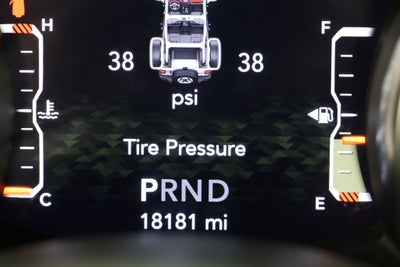 H
F
38
38
psi
Tire Pressure
PRND
C
E
18181 mi